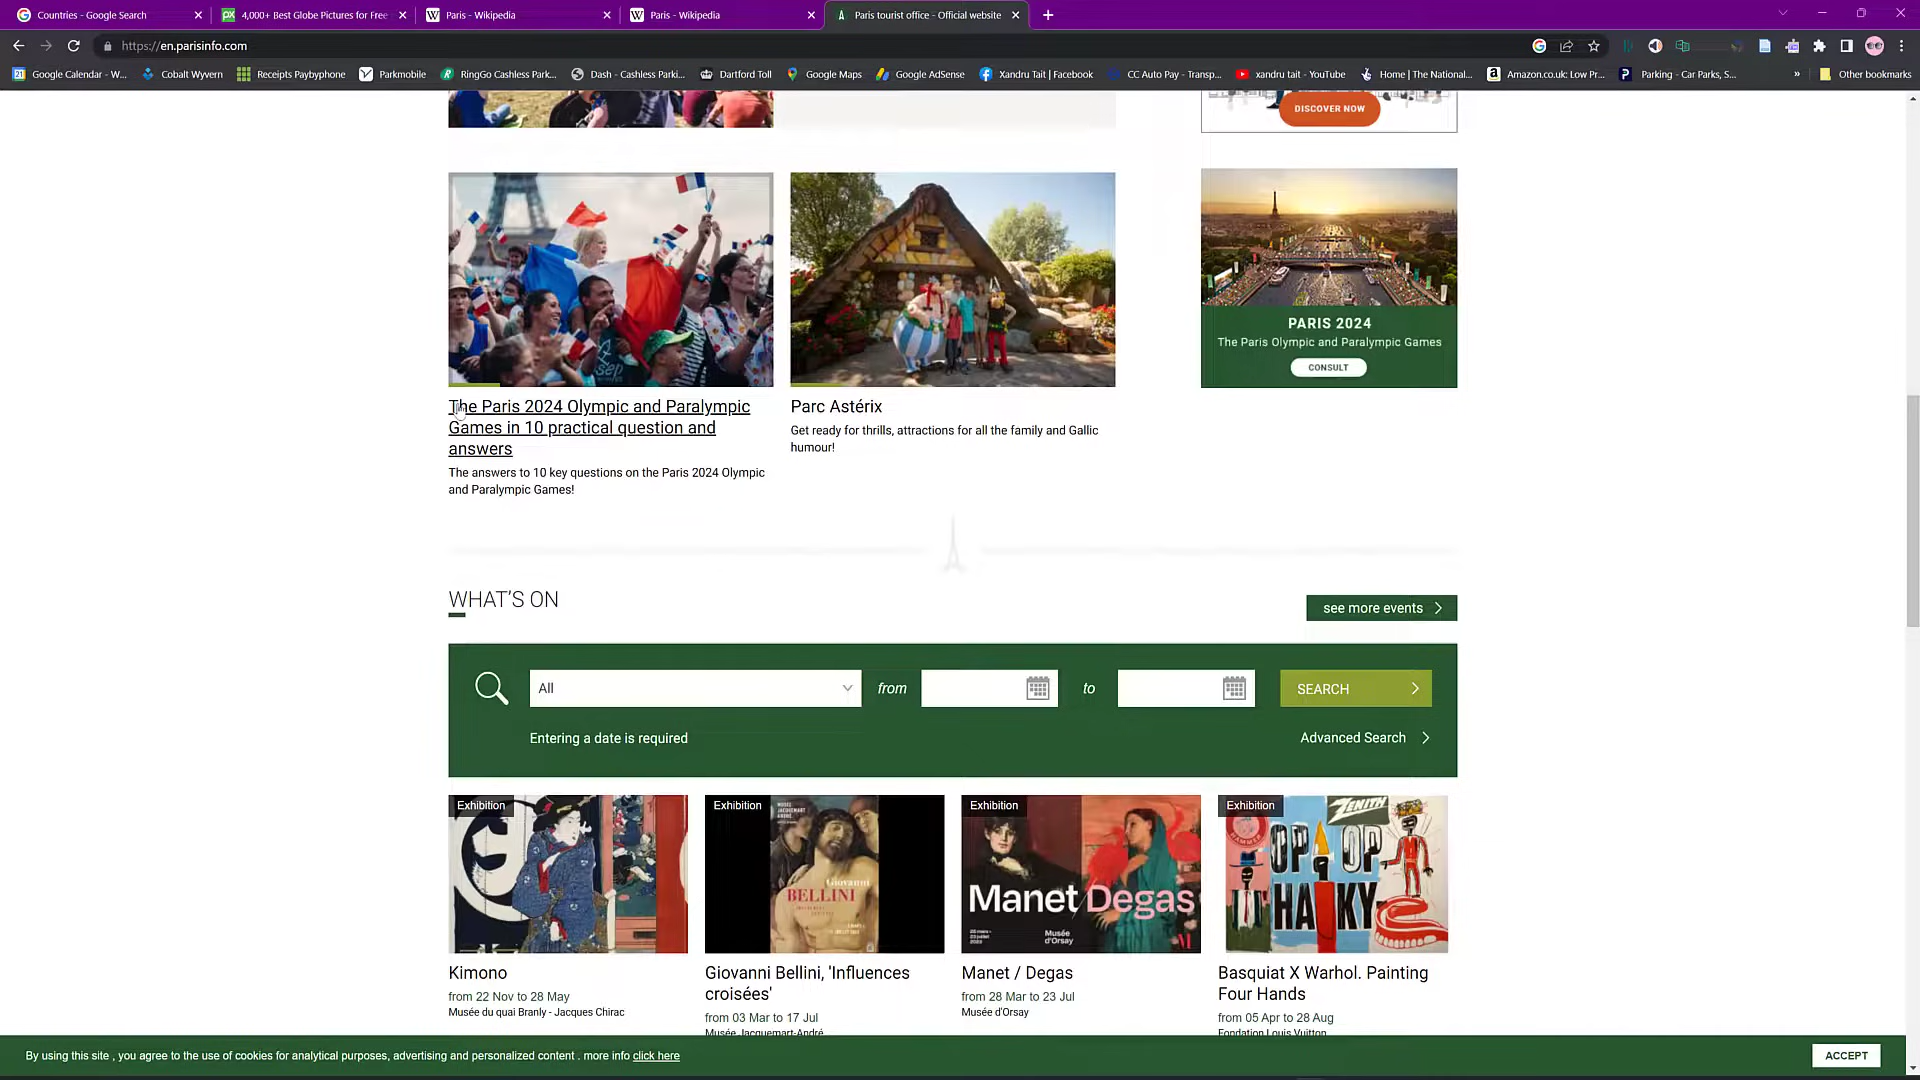 Countries - Google Search
4,000+ Best Globe Pictures for Free
Paris - Wikipedia
Paris - Wikipedia
Paris tourist office - Official website
https://en.parisinfo.com
Google Calendar - W...
Cobalt Wyvern
Receipts Paybyphone
Parkmobile
RingGo Cashless Park...
Dash - Cashless Parki...
Dartford Toll
Google Maps
Google AdSense
Xandru Tait | Facebook
CC Auto Pay - Transp...
xandru tait - YouTube
Home | The National...
Amazon.co.uk: Low Pr...
Parking - Car Parks, S...
Other bookmarks
DISCOVER NOW
PARIS 2024
The Paris Olympic and Paralympic Games
CONSULT
The Paris 2024 Olympic and Paralympic
Games in 10 practical question and
answers
The answers to 10 key questions on the Paris 2024 Olympic
and Paralympic Games!
Parc Astérix
Get ready for thrills, attractions for all the family and Gallic
humour!
WHAT'S ON
see more events
All
from
to
SEARCH
Entering a date is required
Advanced Search
Exhibition
Exhibition
Exhibition
Exhibition
Giovanni
BELLINI
Manet Degas
Musée
d'Orsay
ZENITH
Kimono
from 22 Nov to 28 May
Musée du quai Branly - Jacques Chirac
Giovanni Bellini, 'Influences
croisées'
from 03 Mar to 17 Jul
Musée Jacquemart-André
Manet / Degas
from 28 Mar to 23 Jul
Musée d'Orsay
Basquiat X Warhol. Painting
Four Hands
from 05 Apr to 28 Aug
Fondation Louis Vuitton
By using this site , you agree to the use of cookies for analytical purposes, advertising and personalized content . more info click here
ACCEPT